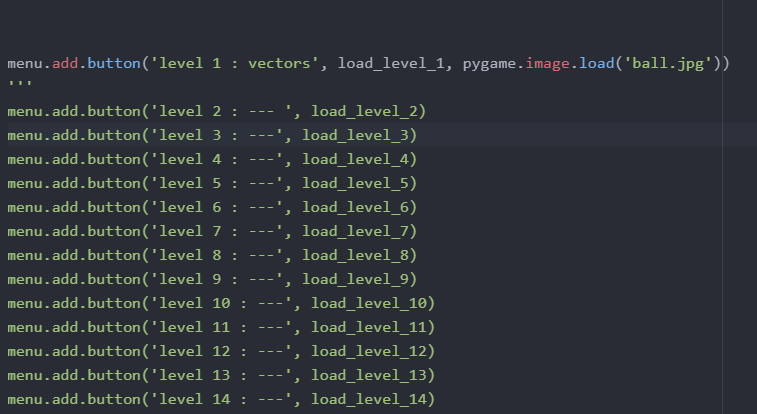 menu.add.button('level 1 : vectors', load_level_1, pygame.image.load('ball.jpg'))
'''
menu.add.button('level 2 : --- ', load_level_2)
menu.add.button('level 3 : ---', load_level_3)
menu.add.button('level 4 : ---', load_level_4)
menu.add.button('level 5 : ---', load_level_5)
menu.add.button('level 6 : ---', load_level_6)
menu.add.button('level 7 : ---', load_level_7)
menu.add.button('level 8 : ---', load_level_8)
menu.add.button('level 9 : ---', load_level_9)
menu.add.button('level 10 : ---', load_level_10)
menu.add.button('level 11 : ---', load_level_11)
menu.add.button('level 12 : ---', load_level_12)
menu.add.button('level 13 : ---', load_level_13)
menu.add.button('level 14 : ---', load_level_14)